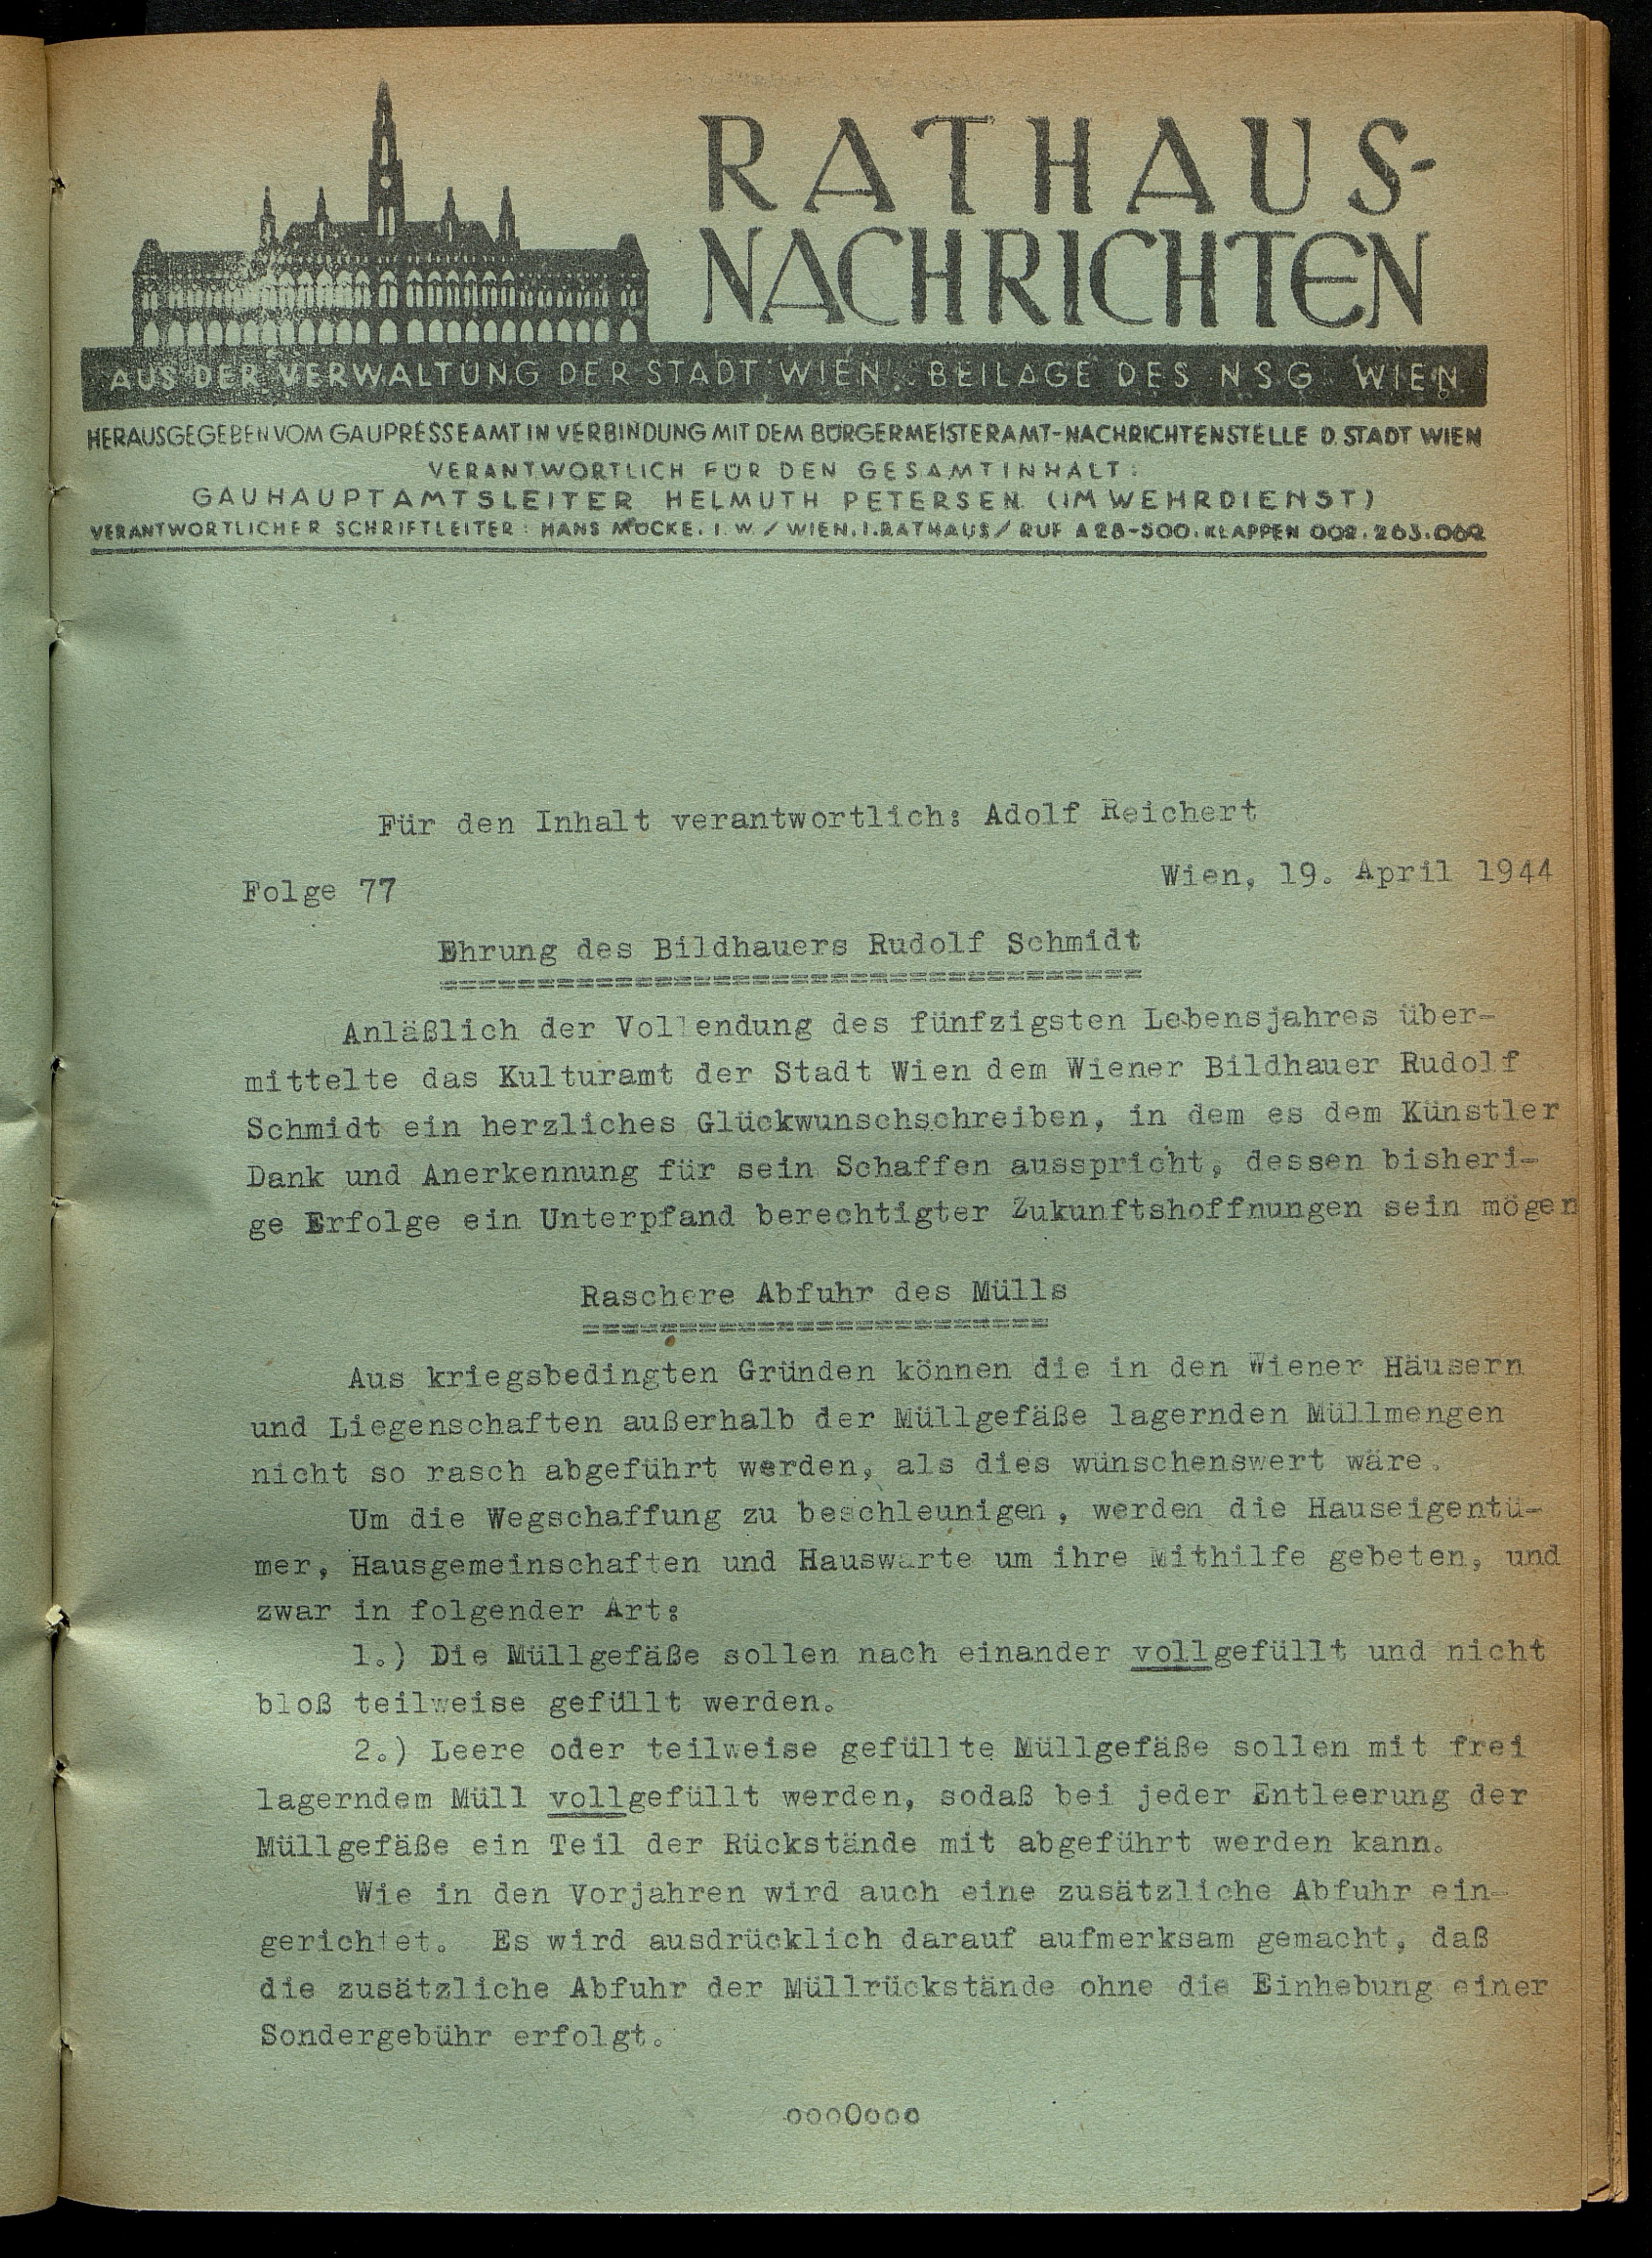 RATHAUS-
NACHRICHTEN
AUS DER VERWALTUNG DER STADT WIEN. BEILAGE DES NSG WIEN
HERAUSGEGEBEN VOM GAUPRESSEAMT IN VERBINDUNG MIT DEM BÜRGERMEISTERAMT-NACHRICHTENSTELLE D. STADT WIEN
VERANTWORTLICH FÜR DEN GESAMTINHALT:
GAUHAUPTAMTSLEITER HELMUTH PETERSEN (IM WEHRDIENST)
VERANTWORTLICHER SCHRIFTLEITER: HANS MÜCKE. I. W. / WIEN, I. RATHAUS / RUF A 28-500. KLAPPEN 002. 263. 062
Für den Inhalt verantwortlich: Adolf Reichert
Folge 77
Wien, 19. April 1944
Ehrung des Bildhauers Rudolf Schmidt
Anläßlich der Vollendung des fünfzigsten Lebensjahres über-
mittelte das Kulturamt der Stadt Wien dem Wiener Bildhauer Rudolf
Schmidt ein herzliches Glückwunschschreiben, in dem es dem Künstler
Dank und Anerkennung für sein Schaffen ausspricht, dessen bisheri-
ge Erfolge ein Unterpfand berechtigter Zukunftshoffnungen sein mögen
Raschere Abfuhr des Mülls
Aus kriegsbedingten Gründen können die in den Wiener Häusern
und Liegenschaften außerhalb der Müllgefäße lagernden Müllmengen
nicht so rasch abgeführt werden, als dies wünschenswert wäre.
Um die Wegschaffung zu beschleunigen, werden die Hauseigentü-
mer, Hausgemeinschaften und Hauswarte um ihre Mithilfe gebeten, und
zwar in folgender Art:
1.) Die Müllgefäße sollen nach einander vollgefüllt und nicht
bloß teilweise gefüllt werden.
2.) Leere oder teilweise gefüllte Müllgefäße sollen mit frei
lagerndem Müll vollgefüllt werden, sodaß bei jeder Entleerung der
Müllgefäße ein Teil der Rückstände mit abgeführt werden kann.
Wie in den Vorjahren wird auch eine zusätzliche Abfuhr ein-
gerichtet. Es wird ausdrücklich darauf aufmerksam gemacht, daß
die zusätzliche Abfuhr der Müllrückstände ohne die Einhebung einer
Sondergebühr erfolgt.
oooOooo